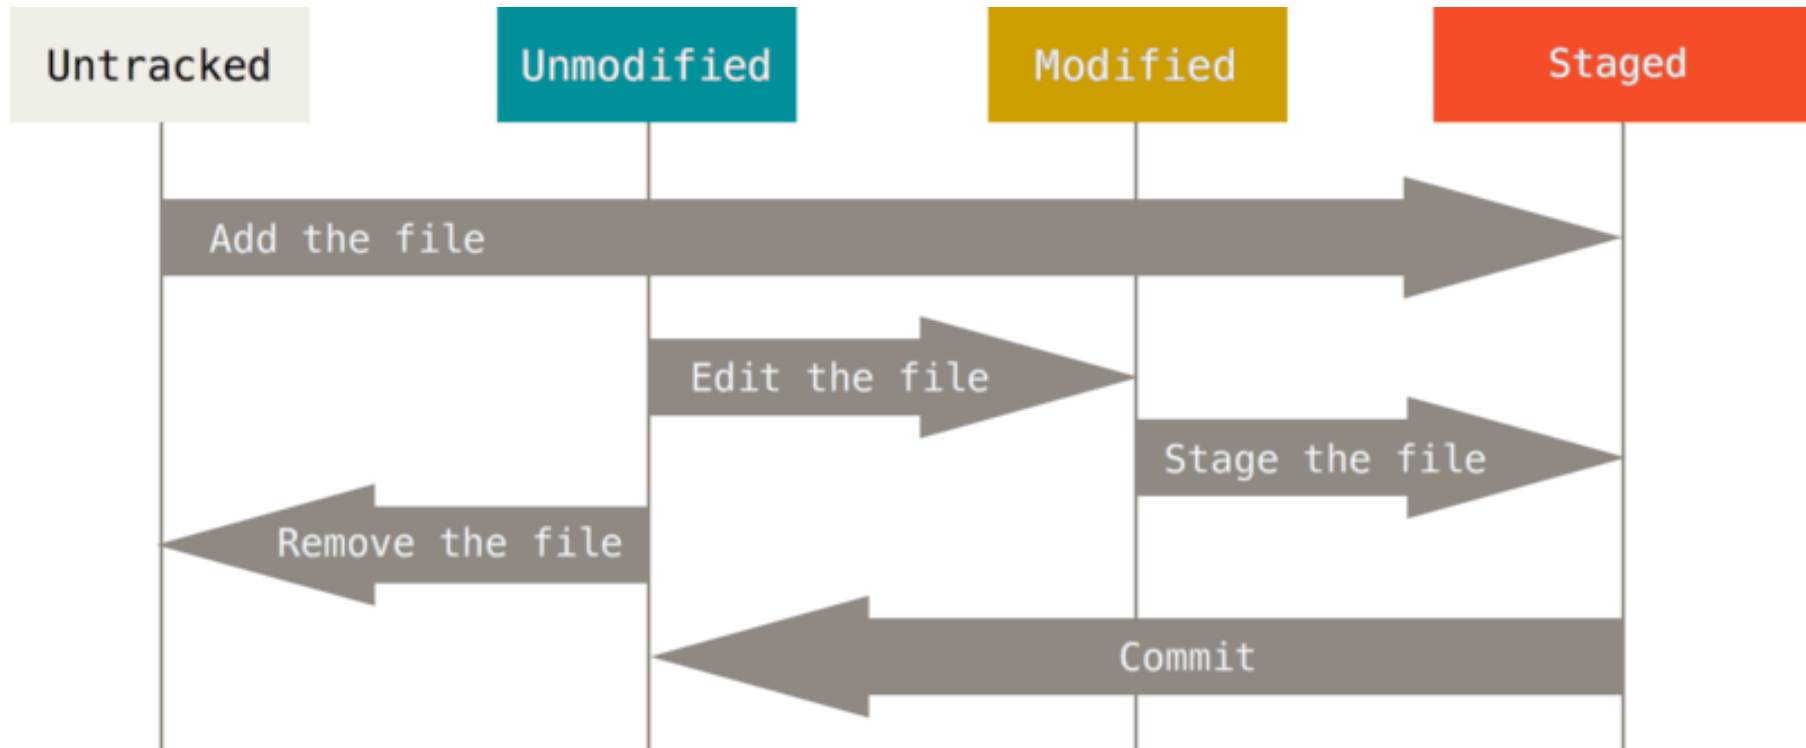 Untracked
Unmodified
Modified
Staged
Add the file
Edit the file
Stage the file
Remove the file
Commit